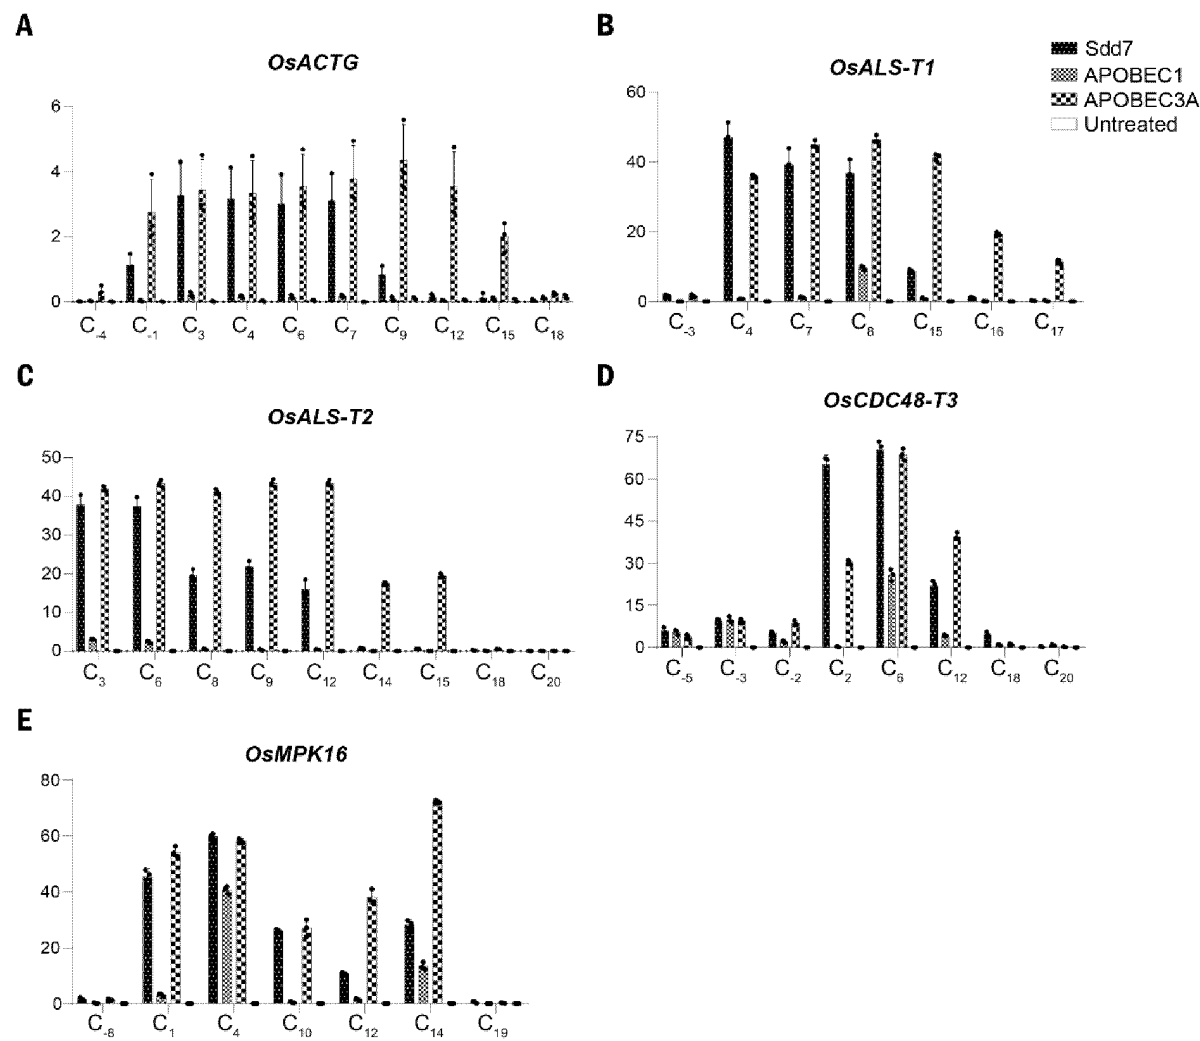 A
OsACTG
6
4
2
0
C-4 C-1 C3 C4 C6 C7 C9 C12 C15 C18
B
OsALS-T1
Sdd7
APOBEC1
APOBEC3A
Untreated
60
40
20
0
C-3 C4 C7 C8 C15 C16 C17
C
OsALS-T2
50
40
30
20
10
0
C3 C6 C8 C9 C12 C14 C15 C18 C20
D
OsCDC48-T3
75
60
45
30
15
0
C-5 C-3 C-2 C2 C6 C12 C18 C20
E
OsMPK16
80
60
40
20
0
C-8 C1 C4 C10 C12 C14 C19